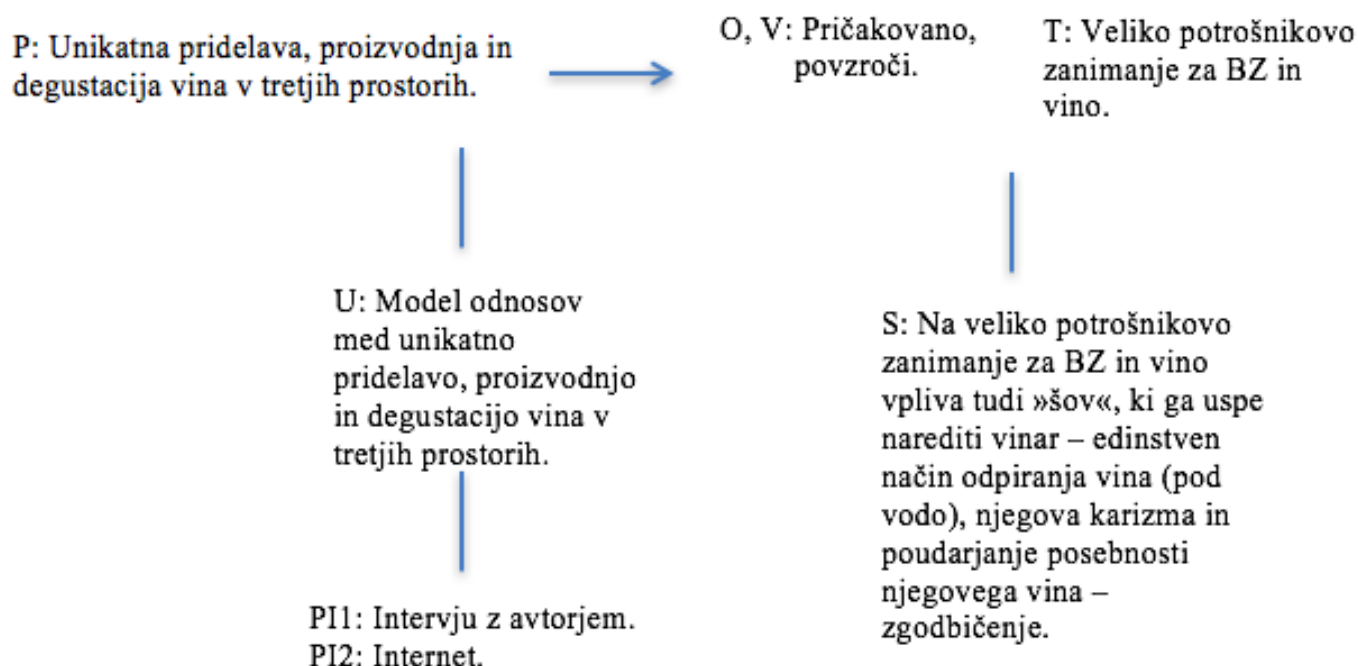 P: Unikatna pridelava, proizvodnja in
degustacija vina v tretjih prostorih.
O, V: Pričakovano,
povzroči.
T: Veliko potrošnikovo
zanimanje za BZ in
vino.
U: Model odnosov
med unikatno
pridelavo, proizvodnjo
in degustacijo vina v
tretjih prostorih.
S: Na veliko potrošnikovo
zanimanje za BZ in vino
vpliva tudi »šov«, ki ga uspe
narediti vinar – edinstven
način odpiranja vina (pod
vodo), njegova karizma in
poudarjanje posebnosti
njegovega vina –
zgodbičenje.
PI1: Intervju z avtorjem.
PI2: Internet.